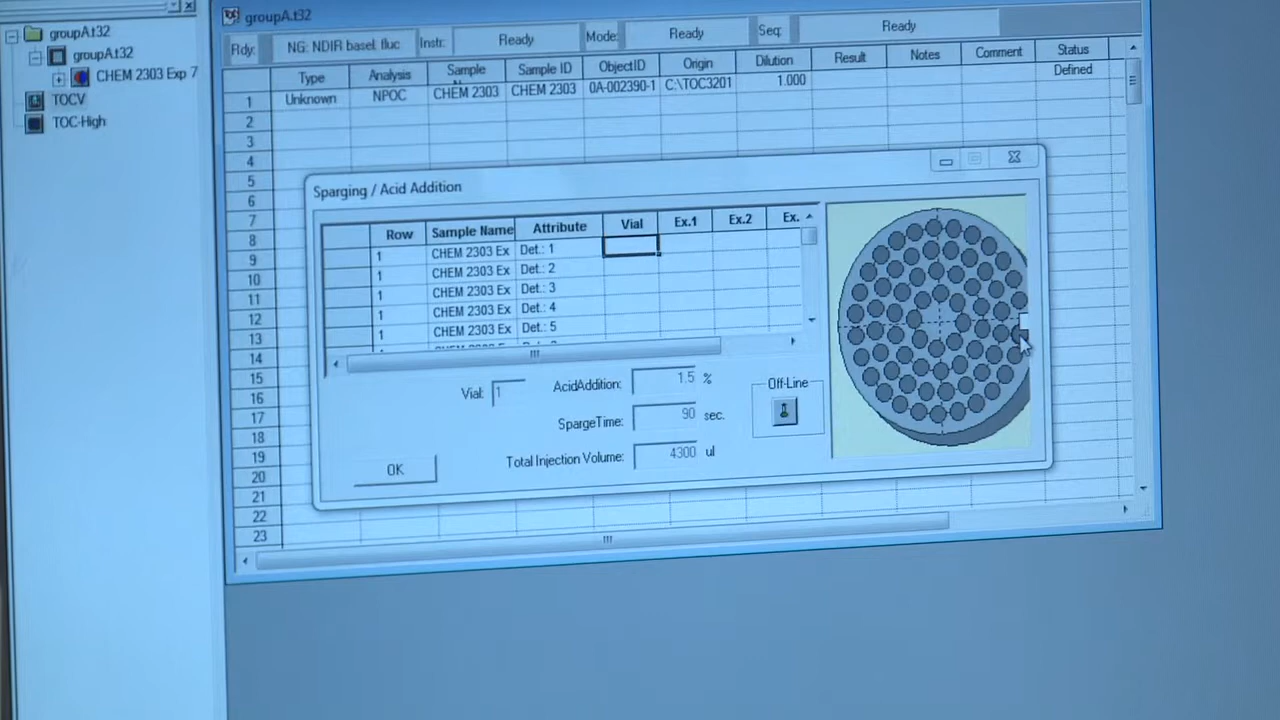 groupA.t32
groupA.t32
CHEM 2303 Exp 7
TOCV
TOC-High
groupA.t32
Rdy: NG: NDIR basel. fluc Instr: Ready Mode: Ready Seq: Ready
Type Analysis Sample Sample ID ObjectID Origin Dilution Result Notes Comment Status
1 Unknown NPOC CHEM 2303 CHEM 2303 0A-002390-1 C:\TOC3201 1.000 Defined
2
3
4
5
6
7
8
9
10
11
12
13
14
15
16
17
18
19
20
21
22
23
Sparging / Acid Addition
Row Sample Name Attribute Vial Ex.1 Ex.2 Ex.
1 CHEM 2303 Ex Det.: 1
1 CHEM 2303 Ex Det.: 2
1 CHEM 2303 Ex Det.: 3
1 CHEM 2303 Ex Det.: 4
1 CHEM 2303 Ex Det.: 5
Vial: 1
AcidAddition: 1.5 %
SpargeTime: 90 sec.
Total Injection Volume: 4300 ul
Off-Line
OK